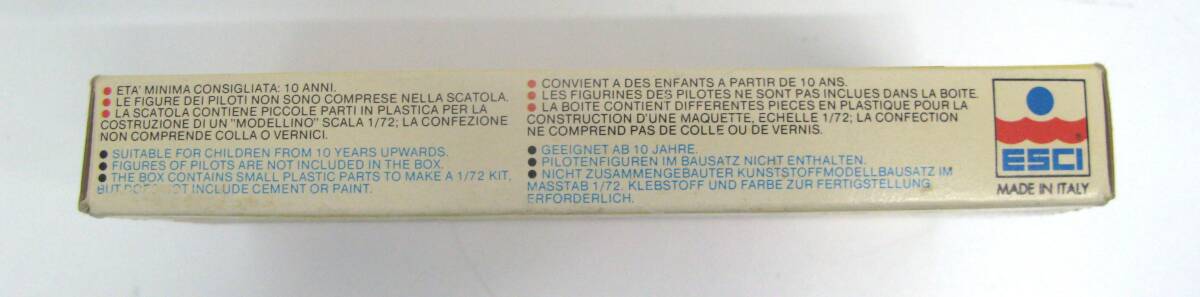 ● ETA' MINIMA CONSIGLIATA: 10 ANNI.
● LE FIGURE DEI PILOTI NON SONO COMPRESE NELLA SCATOLA.
● LA SCATOLA CONTIENE PICCOLE PARTI IN PLASTICA PER LA
COSTRUZIONE DI UN "MODELLINO" SCALA 1/72; LA CONFEZIONE
NON COMPRENDE COLLA O VERNICI.
● SUITABLE FOR CHILDREN FROM 10 YEARS UPWARDS.
● FIGURES OF PILOTS ARE NOT INCLUDED IN THE BOX.
● THE BOX CONTAINS SMALL PLASTIC PARTS TO MAKE A 1/72 KIT,
BUT DOES NOT INCLUDE CEMENT OR PAINT.
● CONVIENT A DES ENFANTS A PARTIR DE 10 ANS.
● LES FIGURINES DES PILOTES NE SONT PAS INCLUES DANS LA BOITE.
● LA BOITE CONTIENT DIFFERENTES PIECES EN PLASTIQUE POUR LA
CONSTRUCTION D'UNE MAQUETTE, ECHELLE 1/72; LA CONFECTION
NE COMPREND PAS DE COLLE OU DE VERNIS.
● GEEIGNET AB 10 JAHRE.
● PILOTENFIGUREN IM BAUSATZ NICHT ENTHALTEN.
● NICHT ZUSAMMENGEBAUTER KUNSTSTOFFMODELLBAUSATZ IM
MASSTAB 1/72. KLEBSTOFF UND FARBE ZUR FERTIGSTELLUNG
ERFORDERLICH.
®
ESCI
MADE IN ITALY